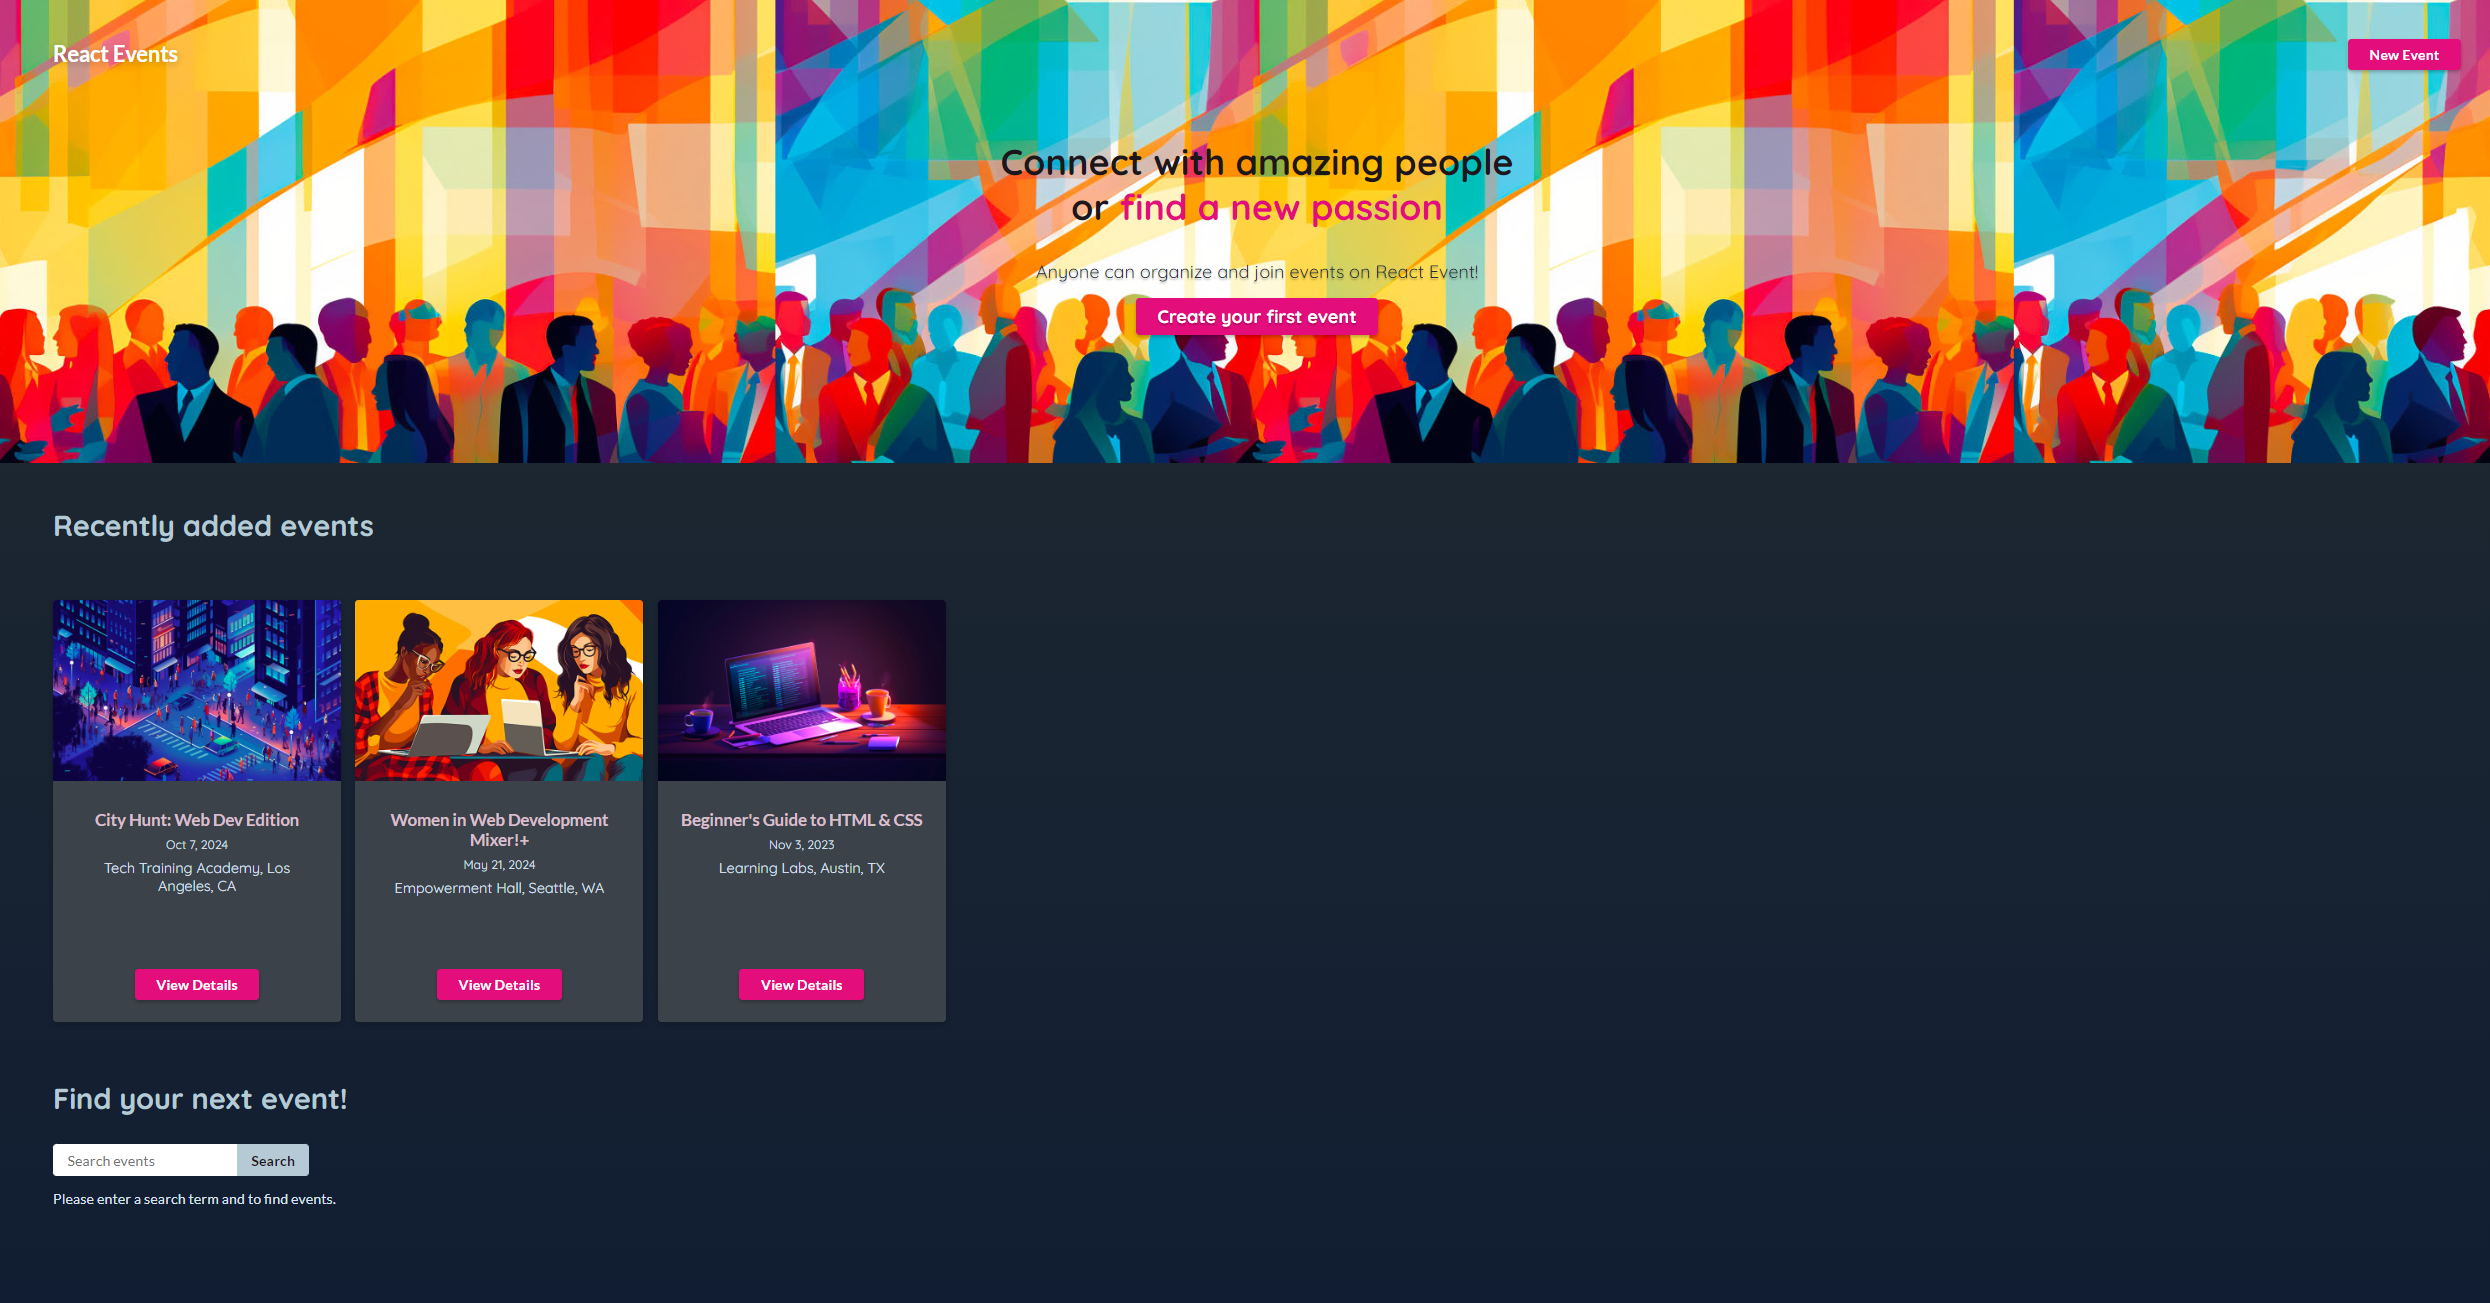 React Events
New Event
Connect with amazing people
or find a new passion
Anyone can organize and join events on React Event!
Create your first event
Recently added events
City Hunt: Web Dev Edition
Oct 7, 2024
Tech Training Academy, Los
Angeles, CA
View Details
Women in Web Development
Mixer!+
May 21, 2024
Empowerment Hall, Seattle, WA
View Details
Beginner's Guide to HTML & CSS
Nov 3, 2023
Learning Labs, Austin, TX
View Details
Find your next event!
Search events
Search
Please enter a search term and to find events.